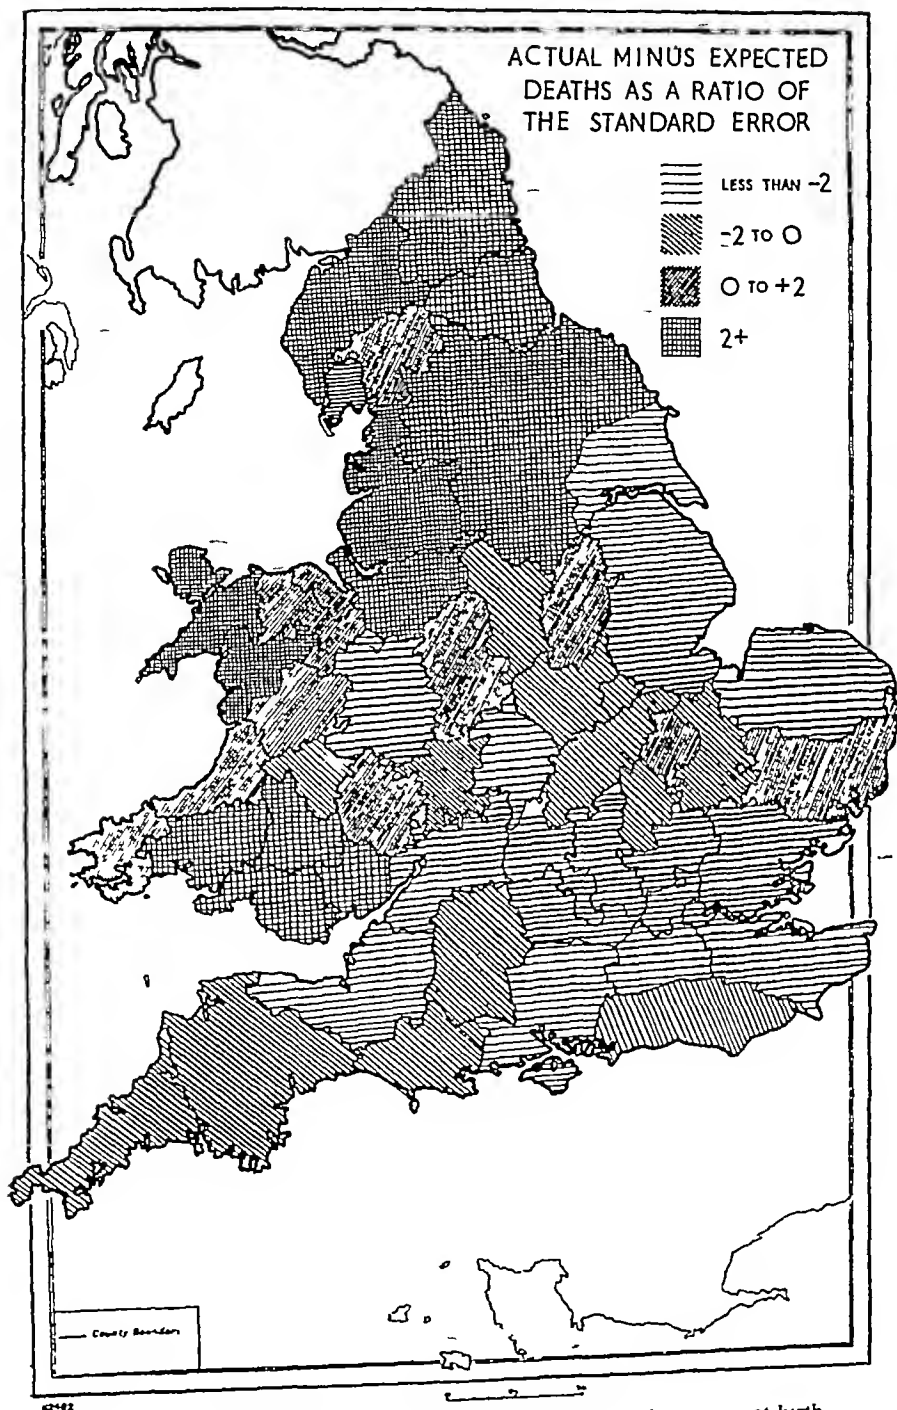 ACTUAL MINUS EXPECTED
DEATHS AS A RATIO OF
THE STANDARD ERROR
LESS THAN -2
-2 TO 0
0 TO +2
2+
County Boundary